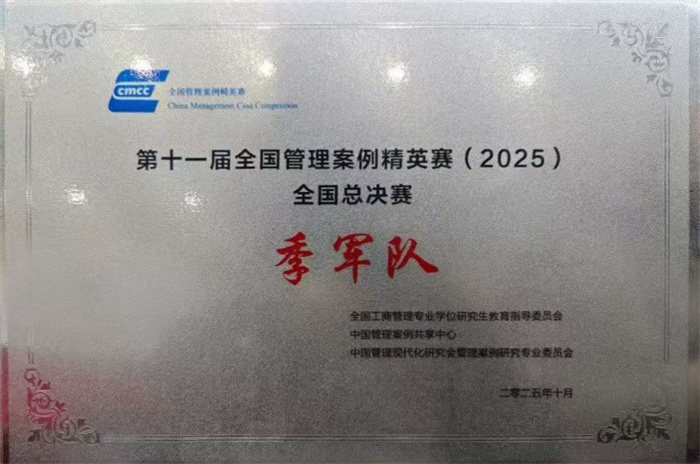 cmcc
全国管理案例精英赛
China Management Case Competition
第十一届全国管理案例精英赛（2025）
全国总决赛
季军队
全国工商管理专业学位研究生教育指导委员会
中国管理案例共享中心
中国管理现代化研究会管理案例研究专业委员会
二〇二五年十月